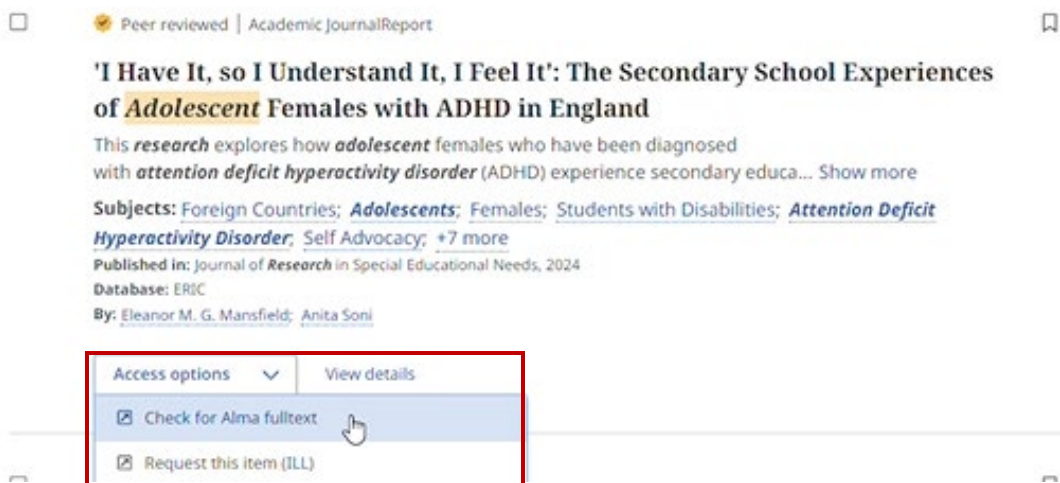 Peer reviewed | Academic JournalReport
'I Have It, so I Understand It, I Feel It': The Secondary School Experiences
of Adolescent Females with ADHD in England
This research explores how adolescent females who have been diagnosed
with attention deficit hyperactivity disorder (ADHD) experience secondary educa... Show more
Subjects: Foreign Countries; Adolescents; Females; Students with Disabilities; Attention Deficit
Hyperactivity Disorder; Self Advocacy; +7 more
Published in: Journal of Research in Special Educational Needs, 2024
Database: ERIC
By: Eleanor M. G. Mansfield; Anita Soni
Access options View details
Check for Alma fulltext
Request this item (ILL)